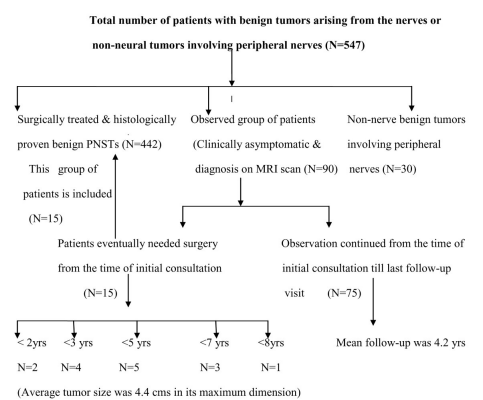 Total number of patients with benign tumors arising from the nerves or
non-neural tumors involving peripheral nerves (N=547)
Surgically treated & histologically
proven benign PNSTs (N=442)
This group of
patients is included
(N=15)
Observed group of patients
(Clinically asymptomatic &
diagnosis on MRI scan (N=90)
Non-nerve benign tumors
involving peripheral
nerves (N=30)
Patients eventually needed surgery
from the time of initial consultation
(N=15)
Observation continued from the time of
initial consultation till last follow-up
visit (N=75)
< 2yrs <3 yrs <5 yrs <7 yrs <8yrs
N=2 N=4 N=5 N=3 N=1
Mean follow-up was 4.2 yrs
(Average tumor size was 4.4 cms in its maximum dimension)